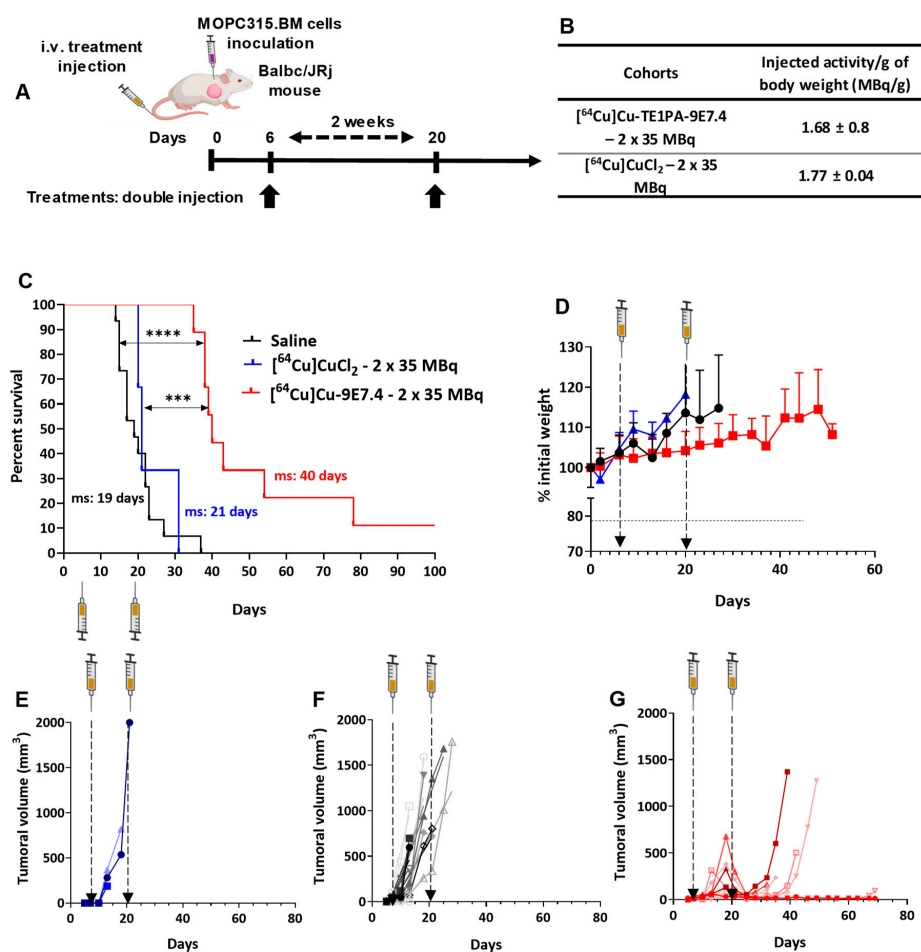 A
i.v. treatment
injection
MOPC315.BM cells
inoculation
Balbc/JRj
mouse
2 weeks
Days 0 6 20
Treatments: double injection
B
Cohorts
Injected activity/g of
body weight (MBq/g)
[⁶⁴Cu]Cu-TE1PA-9E7.4
– 2 x 35 MBq
1.68 ± 0.8
[⁶⁴Cu]CuCl₂ – 2 x 35
MBq
1.77 ± 0.04
C
Percent survival
100
90
80
70
60
50
40
30
20
10
0
****
***
Saline
[⁶⁴Cu]CuCl₂ - 2 x 35 MBq
[⁶⁴Cu]Cu-9E7.4 - 2 x 35 MBq
ms: 19 days
ms: 21 days
ms: 40 days
0 10 20 30 40 50 60 70 80 90 100
Days
D
% initial weight
130
120
110
100
80
70
0 20 40 60
Days
E
Tumoral volume (mm³)
2000
1500
1000
500
0
0 20 40 60 80
Days
F
Tumoral volume (mm³)
2000
1500
1000
500
0
0 20 40 60 80
Days
G
Tumoral volume (mm³)
2000
1500
1000
500
0
0 20 40 60 80
Days